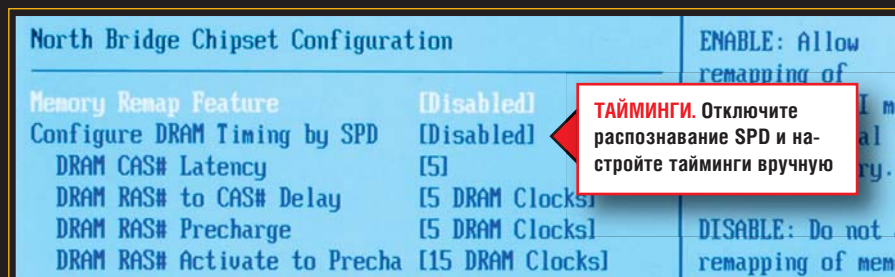 North Bridge Chipset Configuration
Memory Remap Feature [Disabled]
Configure DRAM Timing by SPD [Disabled]
DRAM CAS# Latency [5]
DRAM RAS# to CAS# Delay [5 DRAM Clocks]
DRAM RAS# Precharge [5 DRAM Clocks]
DRAM RAS# Activate to Precha [15 DRAM Clocks]
ENABLE: Allow
remapping of
DISABLE: Do not
remapping of mem
ТАЙМИНГИ. Отключите
распознавание SPD и на-
стройте тайминги вручную